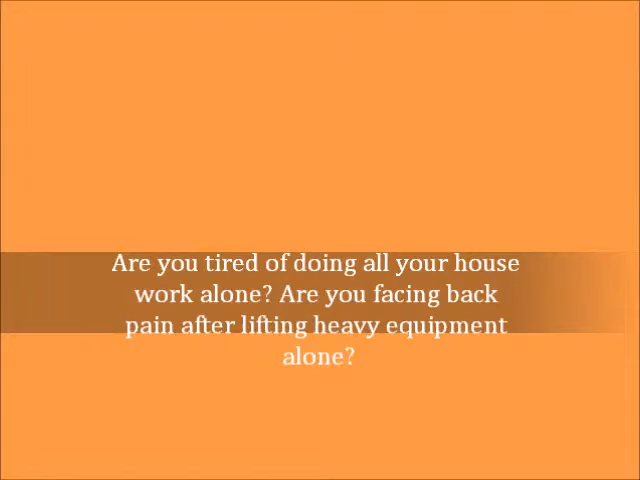 Are you tired of doing all your house
work alone? Are you facing back
pain after lifting heavy equipment
alone?